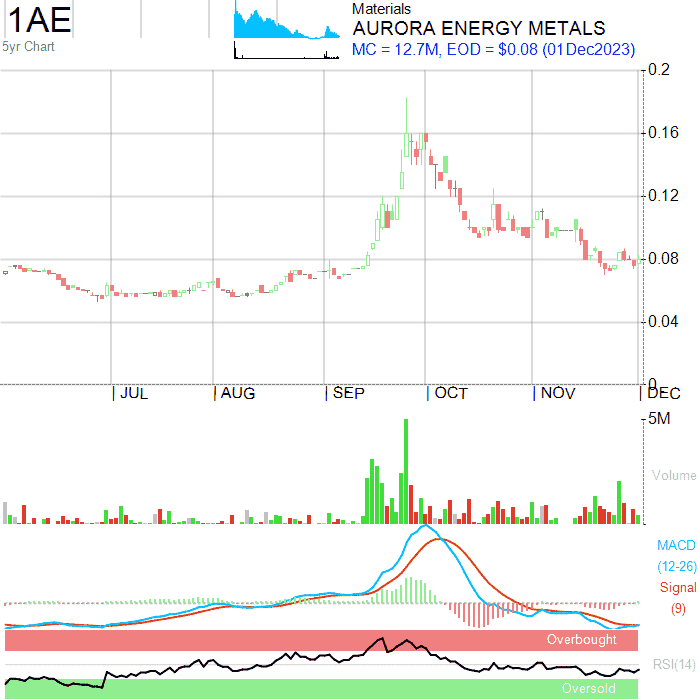 1AE
5yr Chart
Materials
AURORA ENERGY METALS
MC = 12.7M, EOD = $0.08 (01Dec2023)
0.2
0.16
0.12
0.08
0.04
0
JUL AUG SEP OCT NOV DEC
5M
Volume
MACD
(12-26)
Signal
(9)
Overbought
RSI(14)
Oversold